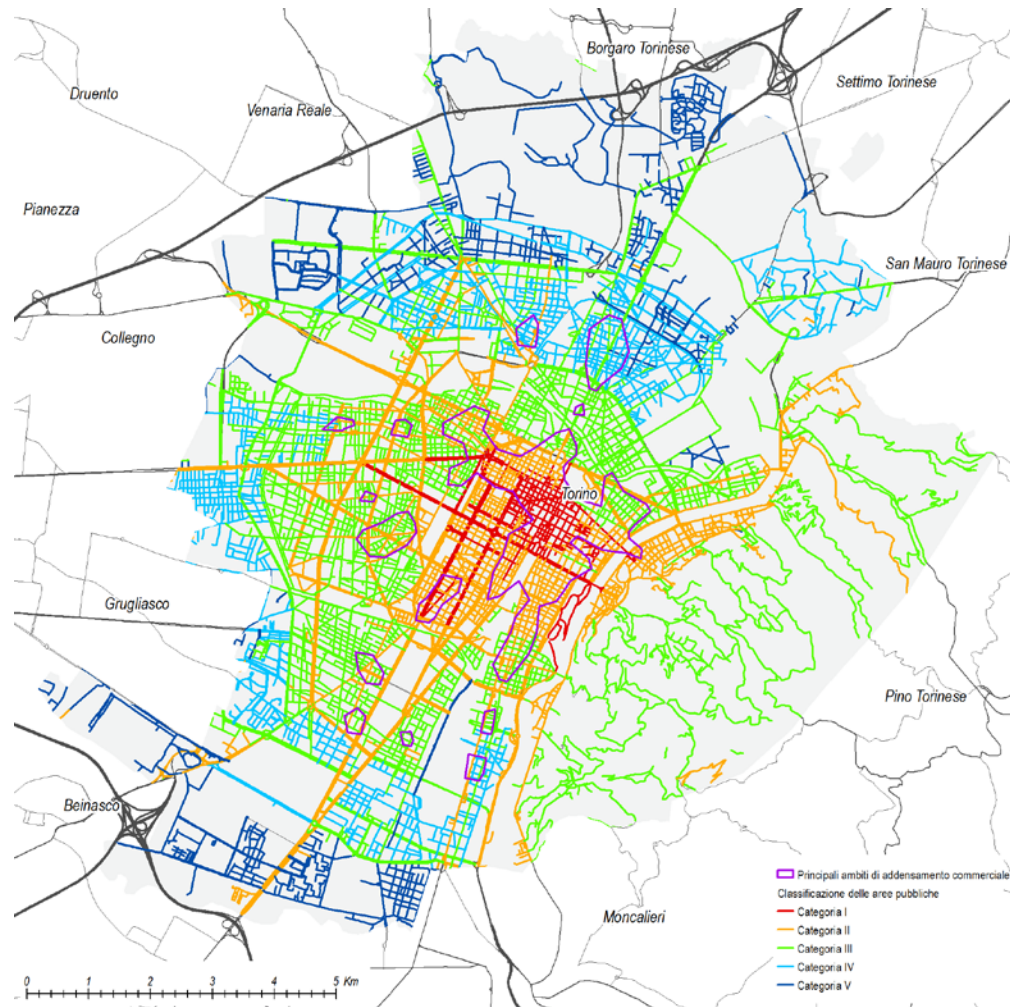 Borgaro Torinese
Settimo Torinese
Druento
Venaria Reale
Pianezza
San Mauro Torinese
Collegno
Torino
Grugliasco
Pino Torinese
Beinasco
Moncalieri
Principali ambiti di addensamento commerciale
Classificazione delle aree pubbliche
Categoria I
Categoria II
Categoria III
Categoria IV
Categoria V
0 1 2 3 4 5 Km